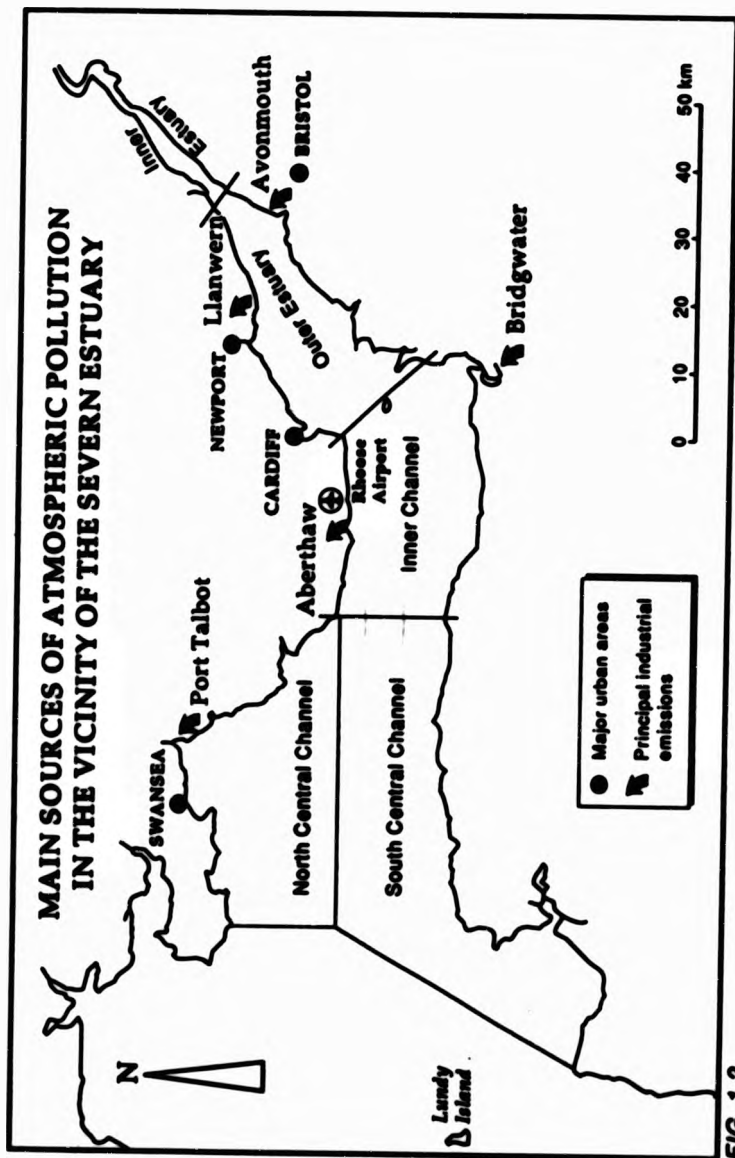 MAIN SOURCES OF ATMOSPHERIC POLLUTION
IN THE VICINITY OF THE SEVERN ESTUARY
N
SWANSEA
Port Talbot
NEWPORT
Llanwern
Inner
Estuary
Avonmouth
BRISTOL
CARDIFF
Outer Estuary
Aberthaw
Rhoose
Airport
North Central Channel
Inner Channel
South Central Channel
Bridgwater
Lundy
Island
Major urban areas
Principal industrial
emissions
0 10 20 30 40 50 km